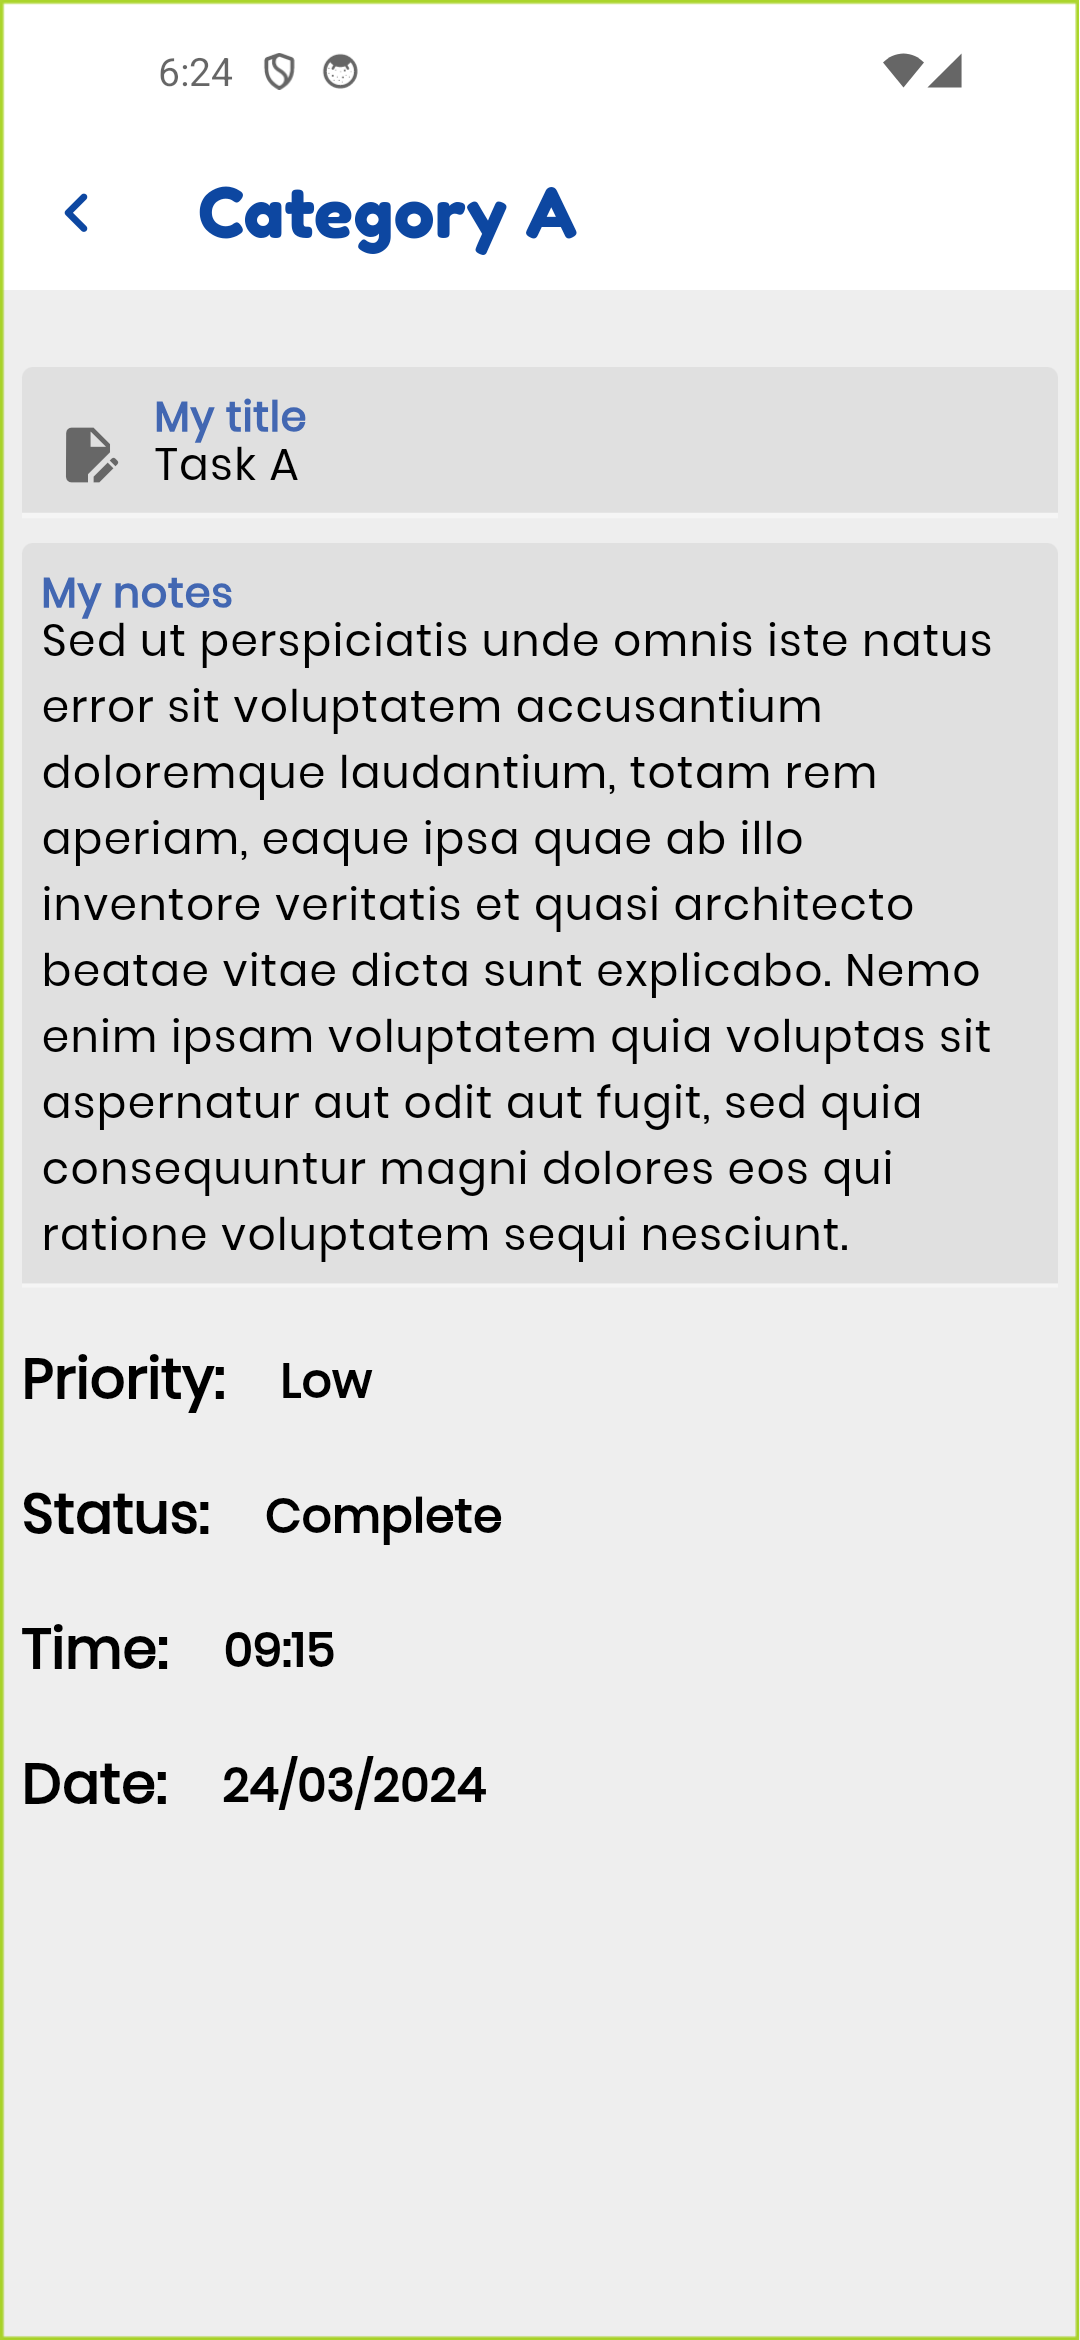 6:24
Category A
My title
Task A
My notes
Sed ut perspiciatis unde omnis iste natus
error sit voluptatem accusantium
doloremque laudantium, totam rem
aperiam, eaque ipsa quae ab illo
inventore veritatis et quasi architecto
beatae vitae dicta sunt explicabo. Nemo
enim ipsam voluptatem quia voluptas sit
aspernatur aut odit aut fugit, sed quia
consequuntur magni dolores eos qui
ratione voluptatem sequi nesciunt.
Priority: Low
Status: Complete
Time: 09:15
Date: 24/03/2024